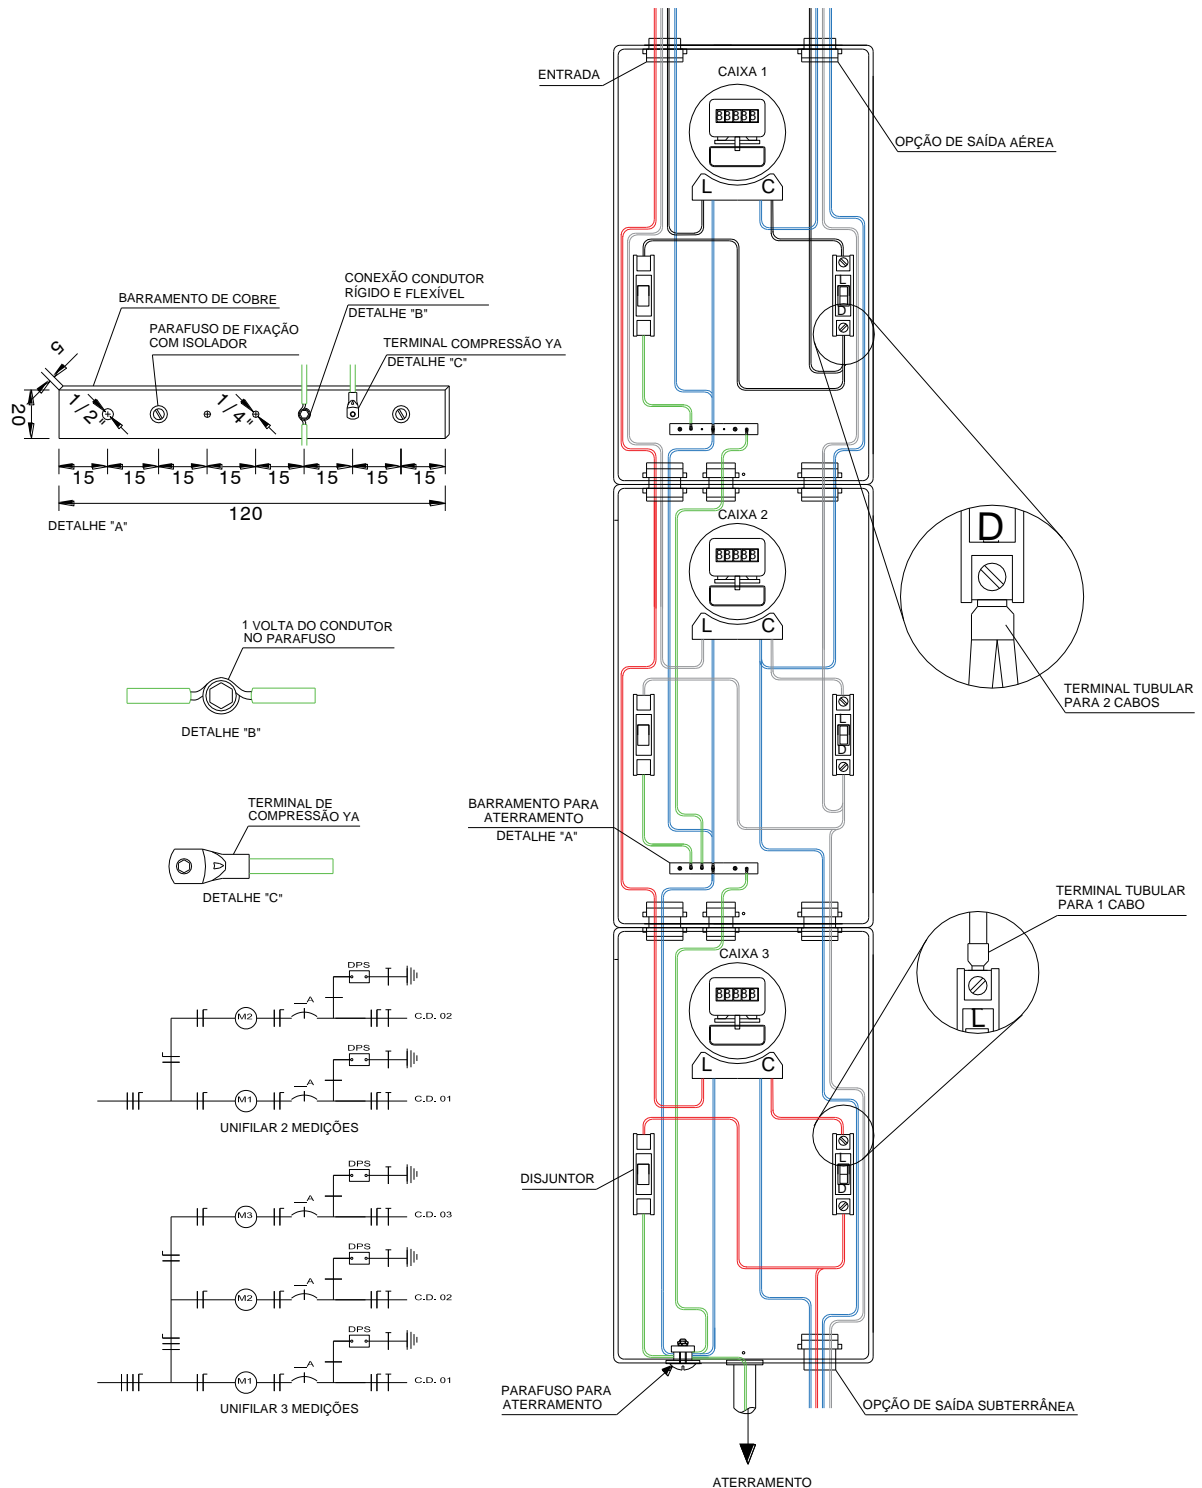 ENTRADA
CAIXA 1
88888
OPÇÃO DE SAÍDA AÉREA
L
C
L
D
CONEXÃO CONDUTOR
RÍGIDO E FLEXÍVEL
DETALHE "B"
BARRAMENTO DE COBRE
PARAFUSO DE FIXAÇÃO
COM ISOLADOR
TERMINAL COMPRESSÃO YA
DETALHE "C"
5
20
1/2"
1/4"
15 15 15 15 15 15 15 15
120
DETALHE "A"
CAIXA 2
88888
L
C
L
D
D
TERMINAL TUBULAR
PARA 2 CABOS
1 VOLTA DO CONDUTOR
NO PARAFUSO
DETALHE "B"
TERMINAL DE
COMPRESSÃO YA
DETALHE "C"
BARRAMENTO PARA
ATERRAMENTO
DETALHE "A"
TERMINAL TUBULAR
PARA 1 CABO
L
CAIXA 3
88888
L
C
L
D
DISJUNTOR
DPS
M2
A
C.D. 02
DPS
M1
A
C.D. 01
UNIFILAR 2 MEDIÇÕES
DPS
M3
A
C.D. 03
DPS
M2
A
C.D. 02
DPS
M1
A
C.D. 01
UNIFILAR 3 MEDIÇÕES
PARAFUSO PARA
ATERRAMENTO
OPÇÃO DE SAÍDA SUBTERRÂNEA
ATERRAMENTO